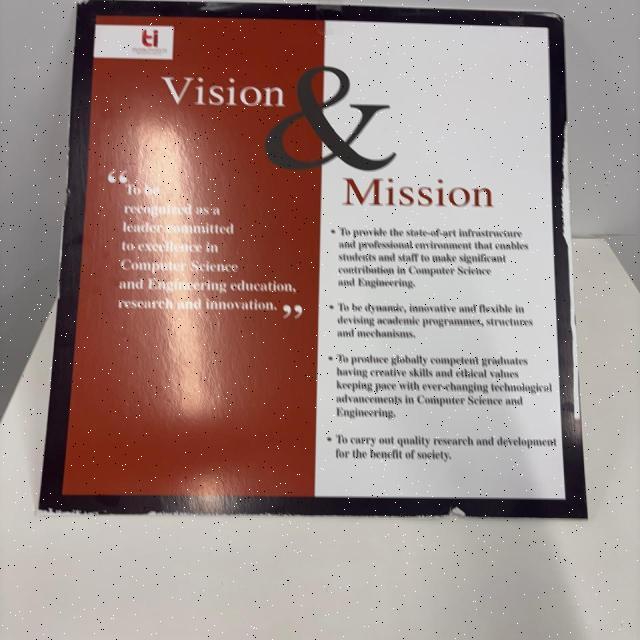 ti
Vision
&
Mission
“ To be
recognized as a
leader committed
to excellence in
Computer Science
and Engineering education,
research and innovation. ”
• To provide the state-of-art infrastructure
and professional environment that enables
students and staff to make significant
contribution in Computer Science
and Engineering.
• To be dynamic, innovative and flexible in
devising academic programmes, structures
and mechanisms.
• To produce globally competent graduates
having creative skills and ethical values
keeping pace with ever-changing technological
advancements in Computer Science and
Engineering.
• To carry out quality research and development
for the benefit of society.